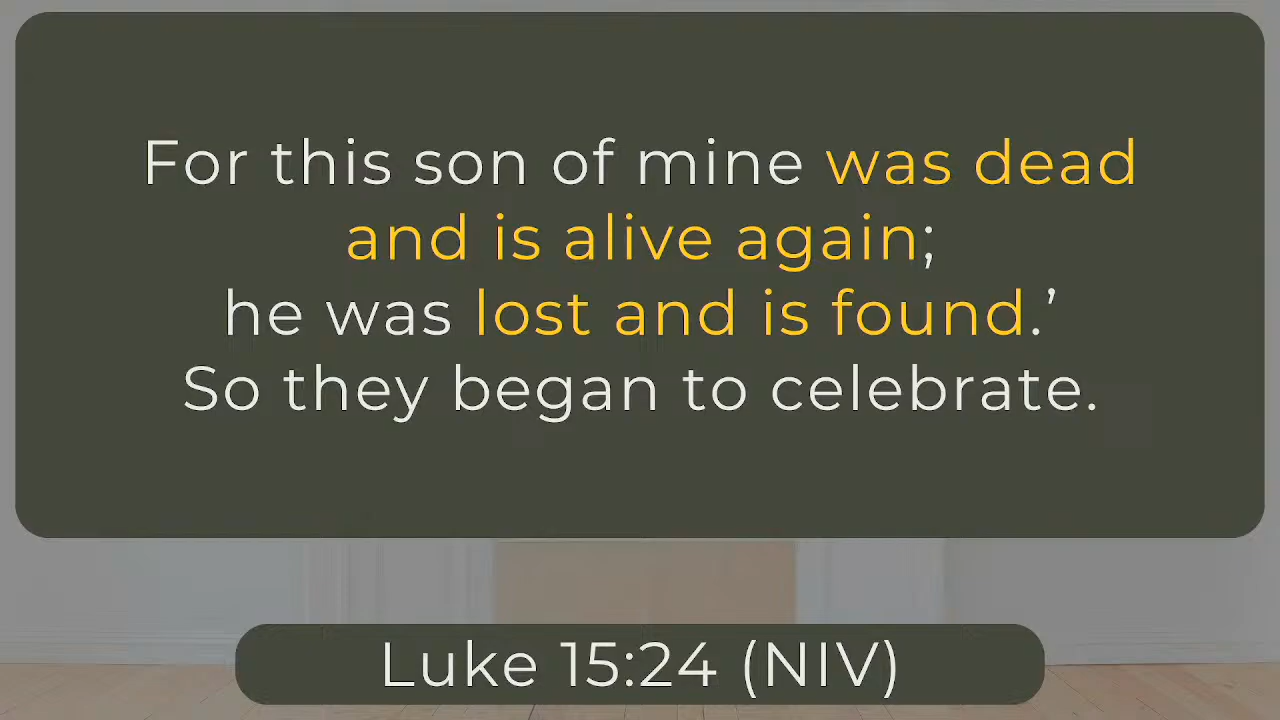 For this son of mine was dead
and is alive again;
he was lost and is found.’
So they began to celebrate.
Luke 15:24 (NIV)